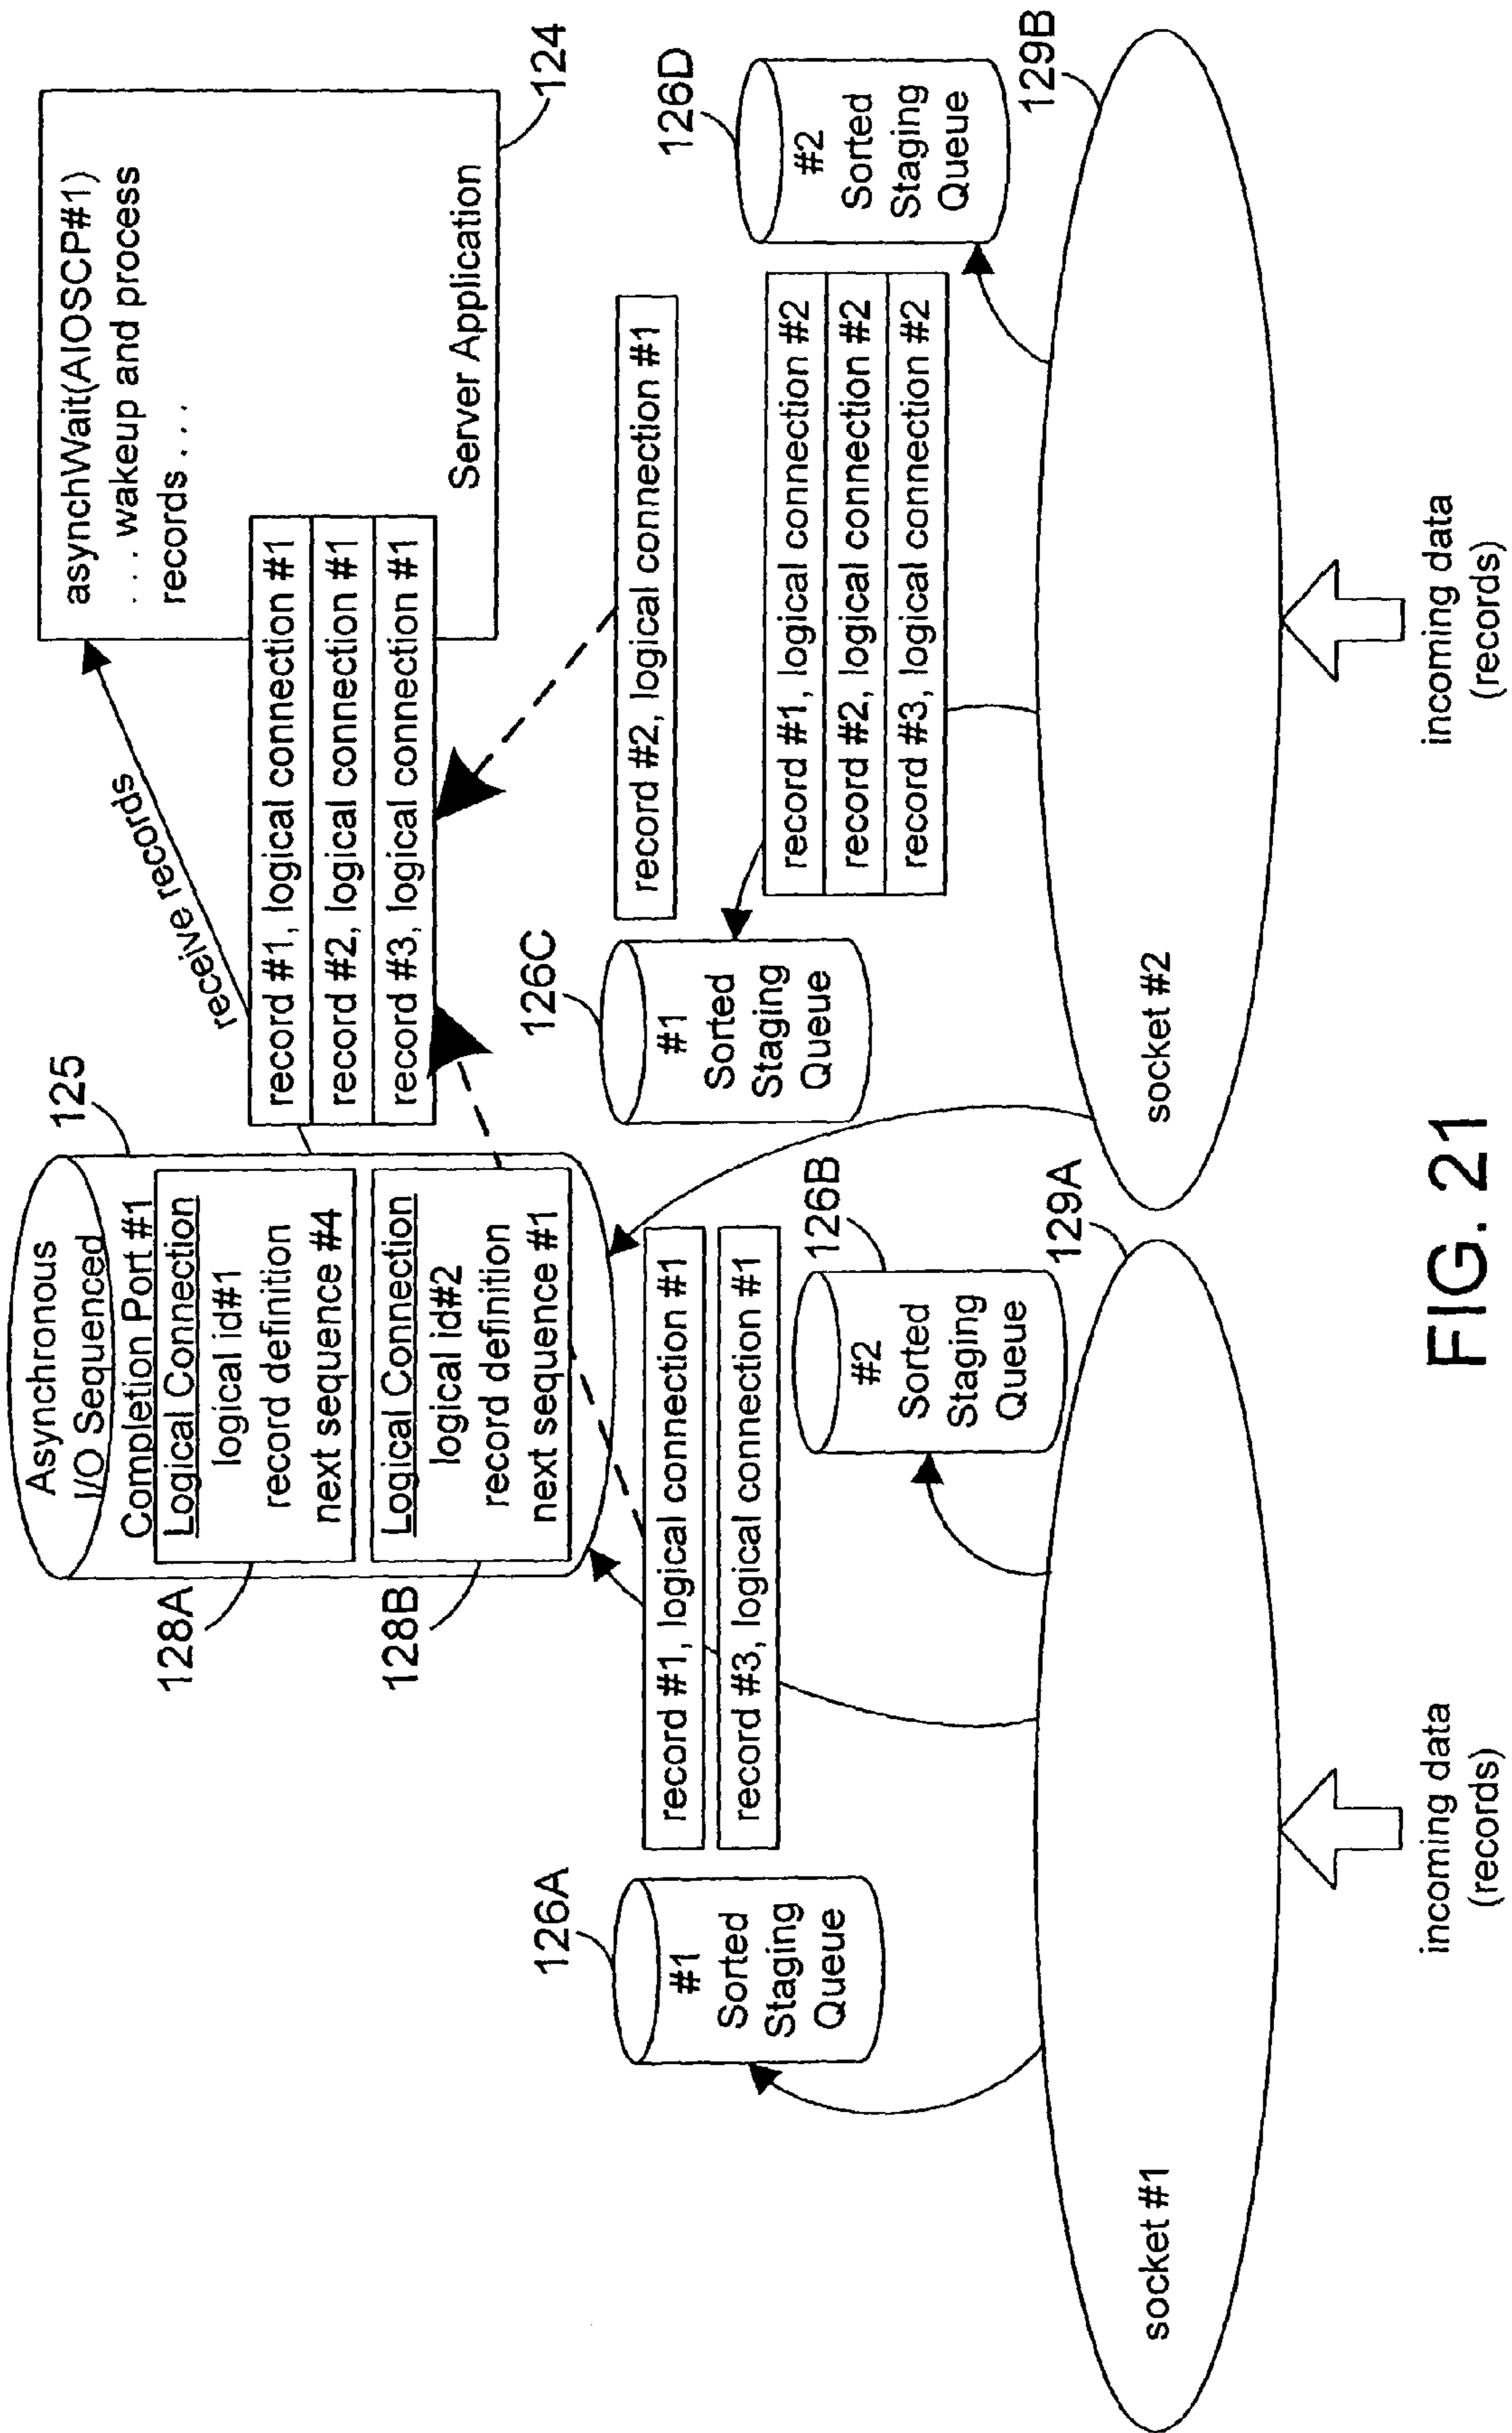 Asynchronous
I/O Sequenced
Completion Port #1
125
Logical Connection
logical id#1
record definition
next sequence #4
128A
Logical Connection
logical id#2
record definition
next sequence #1
128B
receive records
asynchWait(AIOSCP#1)
. . . wakeup and process
records . . .
Server Application
124
record #1, logical connection #1
record #2, logical connection #1
record #3, logical connection #1
126A
#1
Sorted
Staging
Queue
record #1, logical connection #1
record #3, logical connection #1
126B
#2
Sorted
Staging
Queue
129A
126C
#1
Sorted
Staging
Queue
record #2, logical connection #1
record #1, logical connection #2
record #2, logical connection #2
record #3, logical connection #2
126D
#2
Sorted
Staging
Queue
129B
socket #1
socket #2
incoming data
(records)
incoming data
(records)
FIG. 21